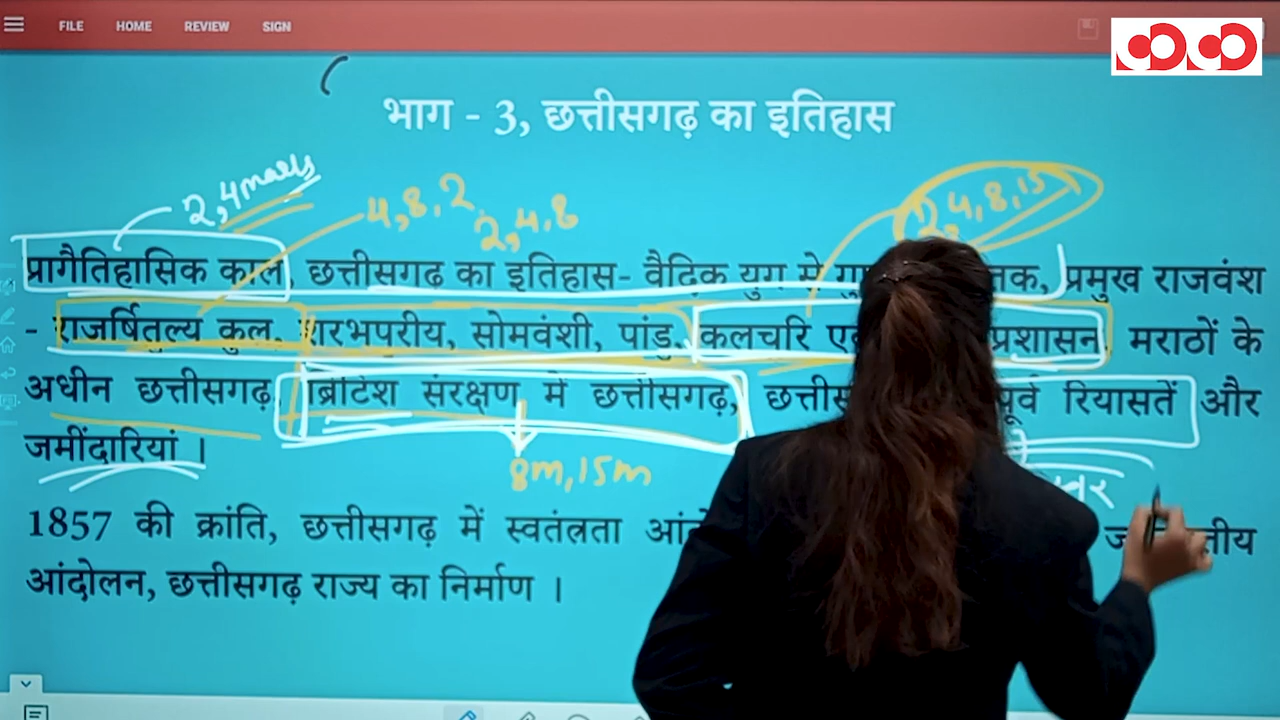 FILE HOME REVIEW SIGN
भाग - 3, छत्तीसगढ़ का इतिहास
2,4marks
4,8,2
2,4,8
4,8,15
प्रागैतिहासिक काल, छत्तीसगढ़ का इतिहास- वैदिक युग से तक, प्रमुख राजवंश
- राजर्षितुल्य कुल, शरभपुरीय, सोमवंशी, पांडु, कलचुरि प्रशासन, मराठों के
अधीन छत्तीसगढ़, ब्रिटिश संरक्षण में छत्तीसगढ़, रियासतें और
जमींदारियां ।
8m,15m
1857 की क्रांति, छत्तीसगढ़ में स्वतंत्रता
आंदोलन, छत्तीसगढ़ राज्य का निर्माण ।